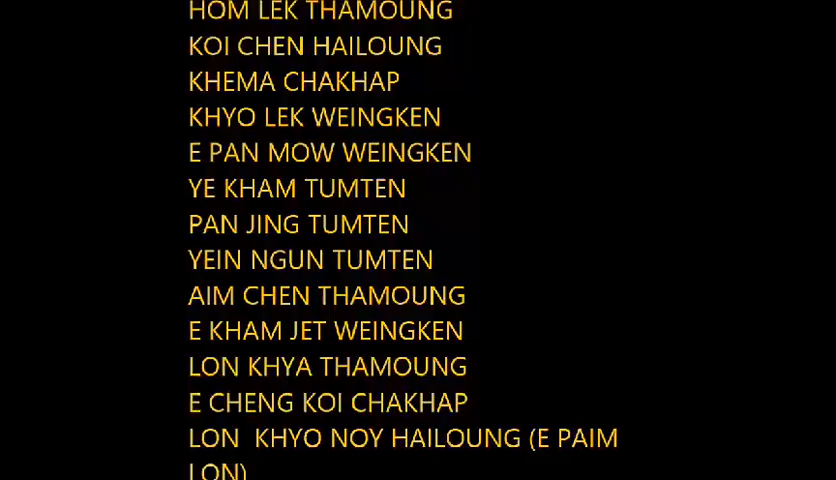 HOM LEK THAMOUNG
KOI CHEN HAILOUNG
KHEMA CHAKHAP
KHYO LEK WEINGKEN
E PAN MOW WEINGKEN
YE KHAM TUMTEN
PAN JING TUMTEN
YEIN NGUN TUMTEN
AIM CHEN THAMOUNG
E KHAM JET WEINGKEN
LON KHYA THAMOUNG
E CHENG KOI CHAKHAP
LON  KHYO NOY HAILOUNG (E PAIM
LON)